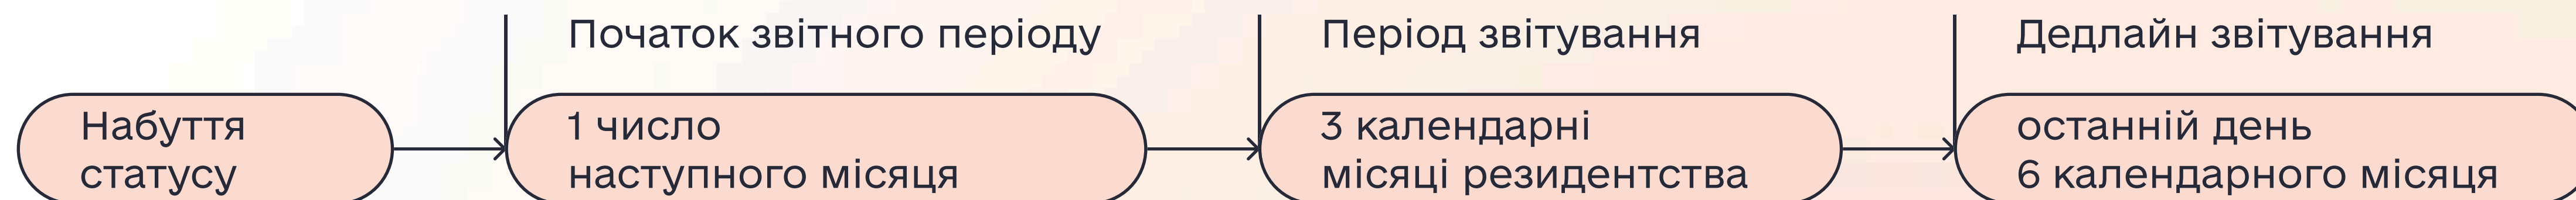 Початок звітного періоду
Період звітування
Дедлайн звітування
Набуття
статусу
1 число
наступного місяця
3 календарні
місяці резидентства
останній день
6 календарного місяця